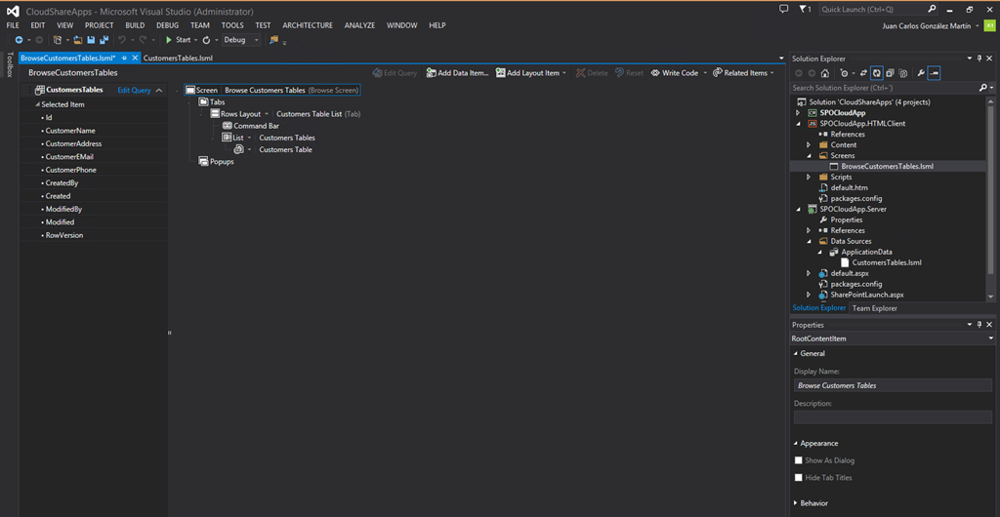 CloudShareApps - Microsoft Visual Studio (Administrator)
1
Quick Launch (Ctrl+Q)
FILE EDIT VIEW PROJECT BUILD DEBUG TEAM TOOLS TEST ARCHITECTURE ANALYZE WINDOW HELP
Juan Carlos González Martín
Start Debug
Toolbox
BrowseCustomersTables.lsml* CustomersTables.lsml
BrowseCustomersTables
Edit Query Add Data Item... Add Layout Item Delete Reset Write Code Related Items
CustomersTables Edit Query
Selected Item
Id
CustomerName
CustomerAddress
CustomerEMail
CustomerPhone
CreatedBy
Created
ModifiedBy
Modified
RowVersion
Screen Browse Customers Tables (Browse Screen)
Tabs
Rows Layout Customers Table List (Tab)
Command Bar
List Customers Tables
Customers Table
Popups
Solution Explorer
Search Solution Explorer (Ctrl+')
Solution 'CloudShareApps' (4 projects)
SPOCloudApp
SPOCloudApp.HTMLClient
References
Content
Screens
BrowseCustomersTables.lsml
Scripts
default.htm
packages.config
SPOCloudApp.Server
Properties
References
Data Sources
ApplicationData
CustomersTables.lsml
default.aspx
packages.config
SharePointLaunch.aspx
Solution Explorer Team Explorer
Properties
RootContentItem
General
Display Name:
Browse Customers Tables
Description:
Appearance
Show As Dialog
Hide Tab Titles
Behavior